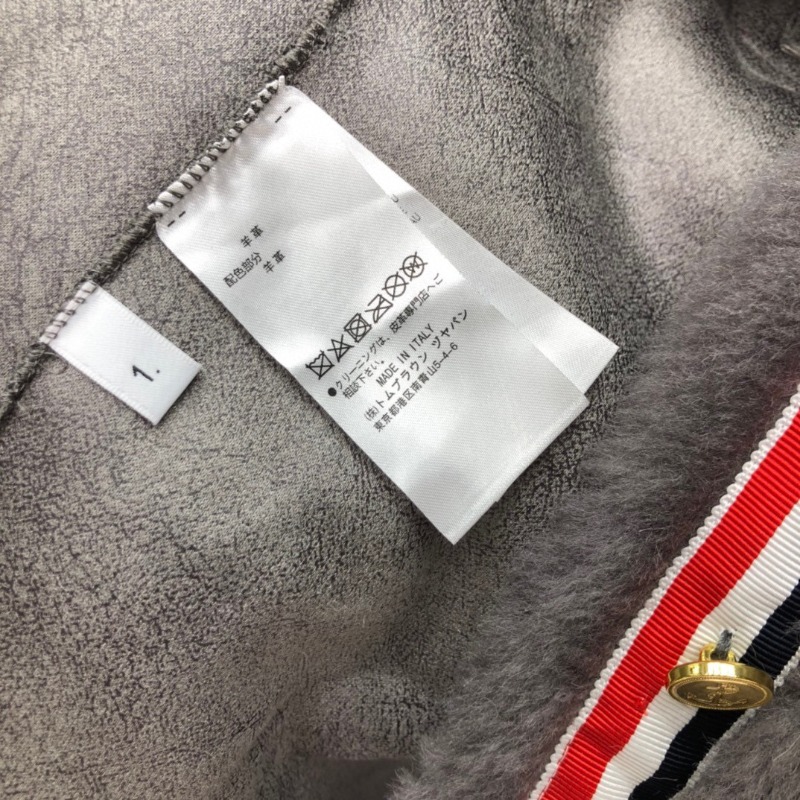 羊革
配色部分
羊革
●クリーニングは、皮革専門店へご
相談下さい。
MADE IN ITALY
(株)トムブラウン ヅャパン
東京都港区南青山5-4-6
1.